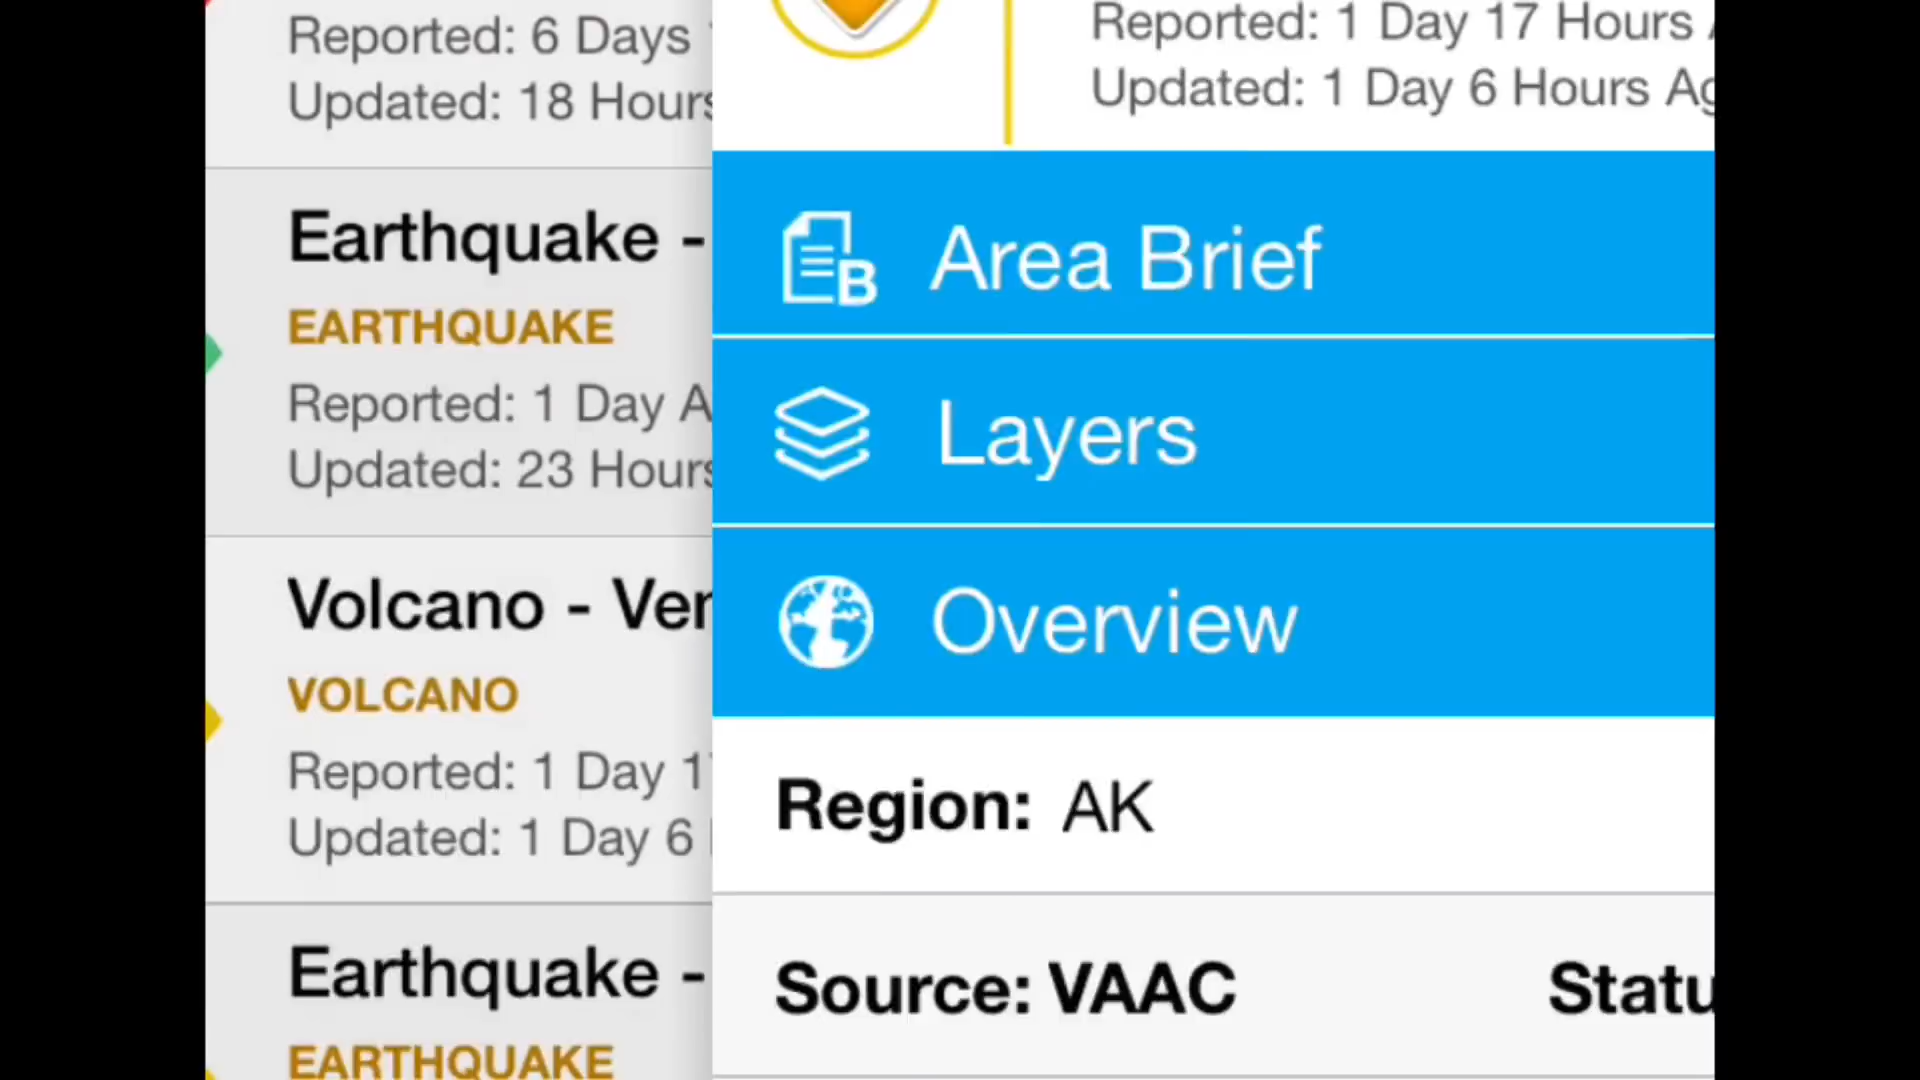 Reported: 6 Days
Updated: 18 Hours
Earthquake -
EARTHQUAKE
Reported: 1 Day A
Updated: 23 Hours
Volcano - Ver
VOLCANO
Reported: 1 Day 1
Updated: 1 Day 6
Earthquake -
EARTHQUAKE
Reported: 1 Day 17 Hours
Updated: 1 Day 6 Hours Ag
Area Brief
Layers
Overview
Region: AK
Source: VAAC
Statu